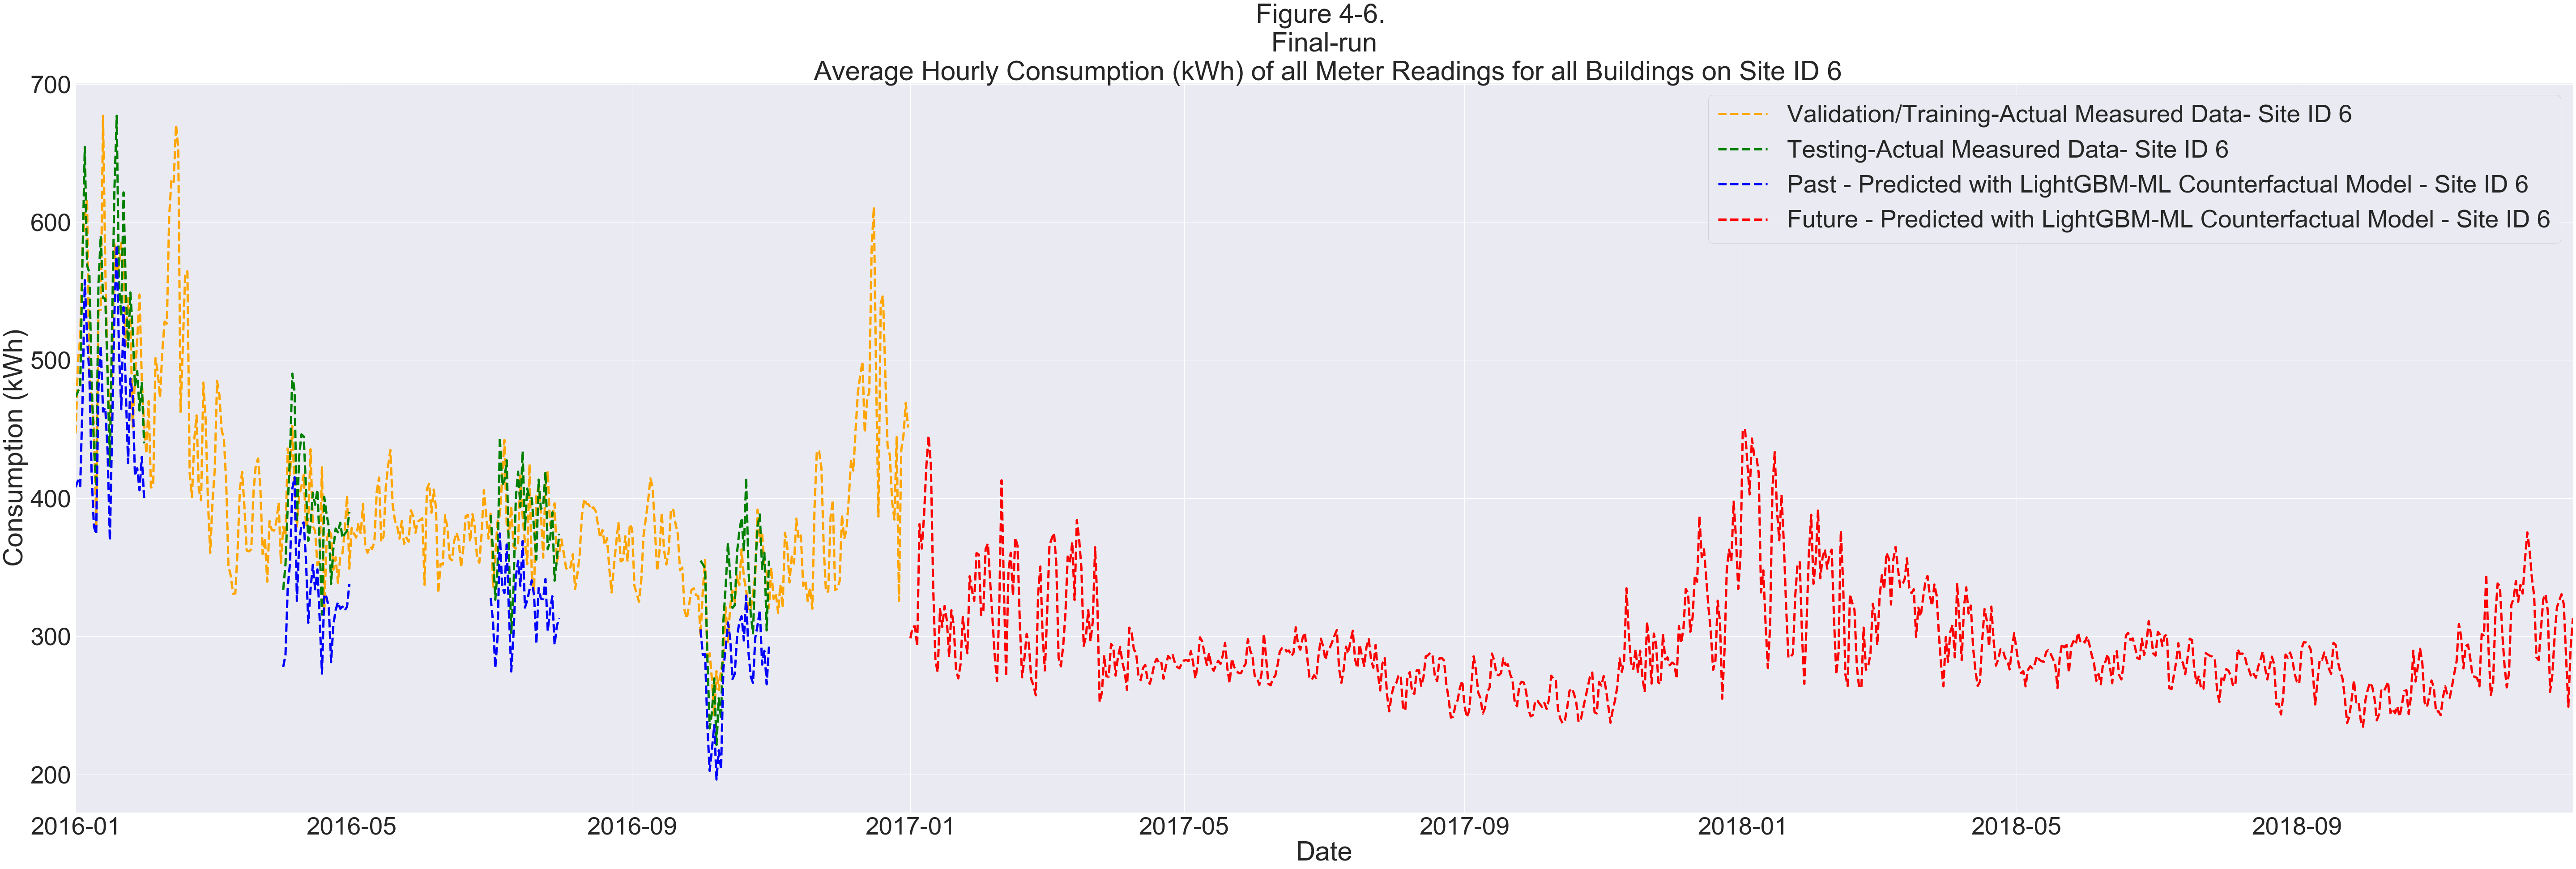 Figure 4-6.
Final-run
Average Hourly Consumption (kWh) of all Meter Readings for all Buildings on Site ID 6
700
600
500
400
300
200
Consumption (kWh)
Validation/Training-Actual Measured Data- Site ID 6
Testing-Actual Measured Data- Site ID 6
Past - Predicted with LightGBM-ML Counterfactual Model - Site ID 6
Future - Predicted with LightGBM-ML Counterfactual Model - Site ID 6
2016-01 2016-05 2016-09 2017-01 2017-05 2017-09 2018-01 2018-05 2018-09
Date